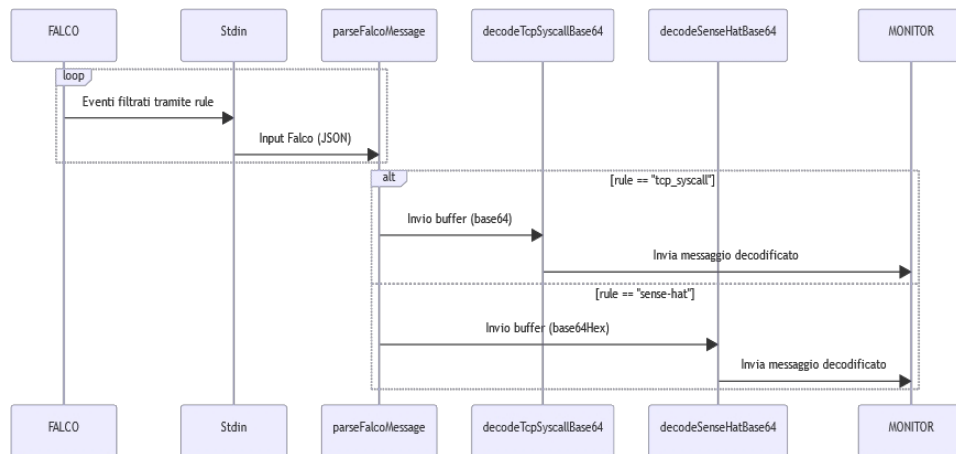 FALCO
Stdin
parseFalcoMessage
decodeTcpSyscallBase64
decodeSenseHatBase64
MONITOR
loop
Eventi filtrati tramite rule
Input Falco (JSON)
alt
[rule == "tcp_syscall"]
Invio buffer (base64)
Invia messaggio decodificato
[rule == "sense-hat"]
Invio buffer (base64Hex)
Invia messaggio decodificato
FALCO
Stdin
parseFalcoMessage
decodeTcpSyscallBase64
decodeSenseHatBase64
MONITOR